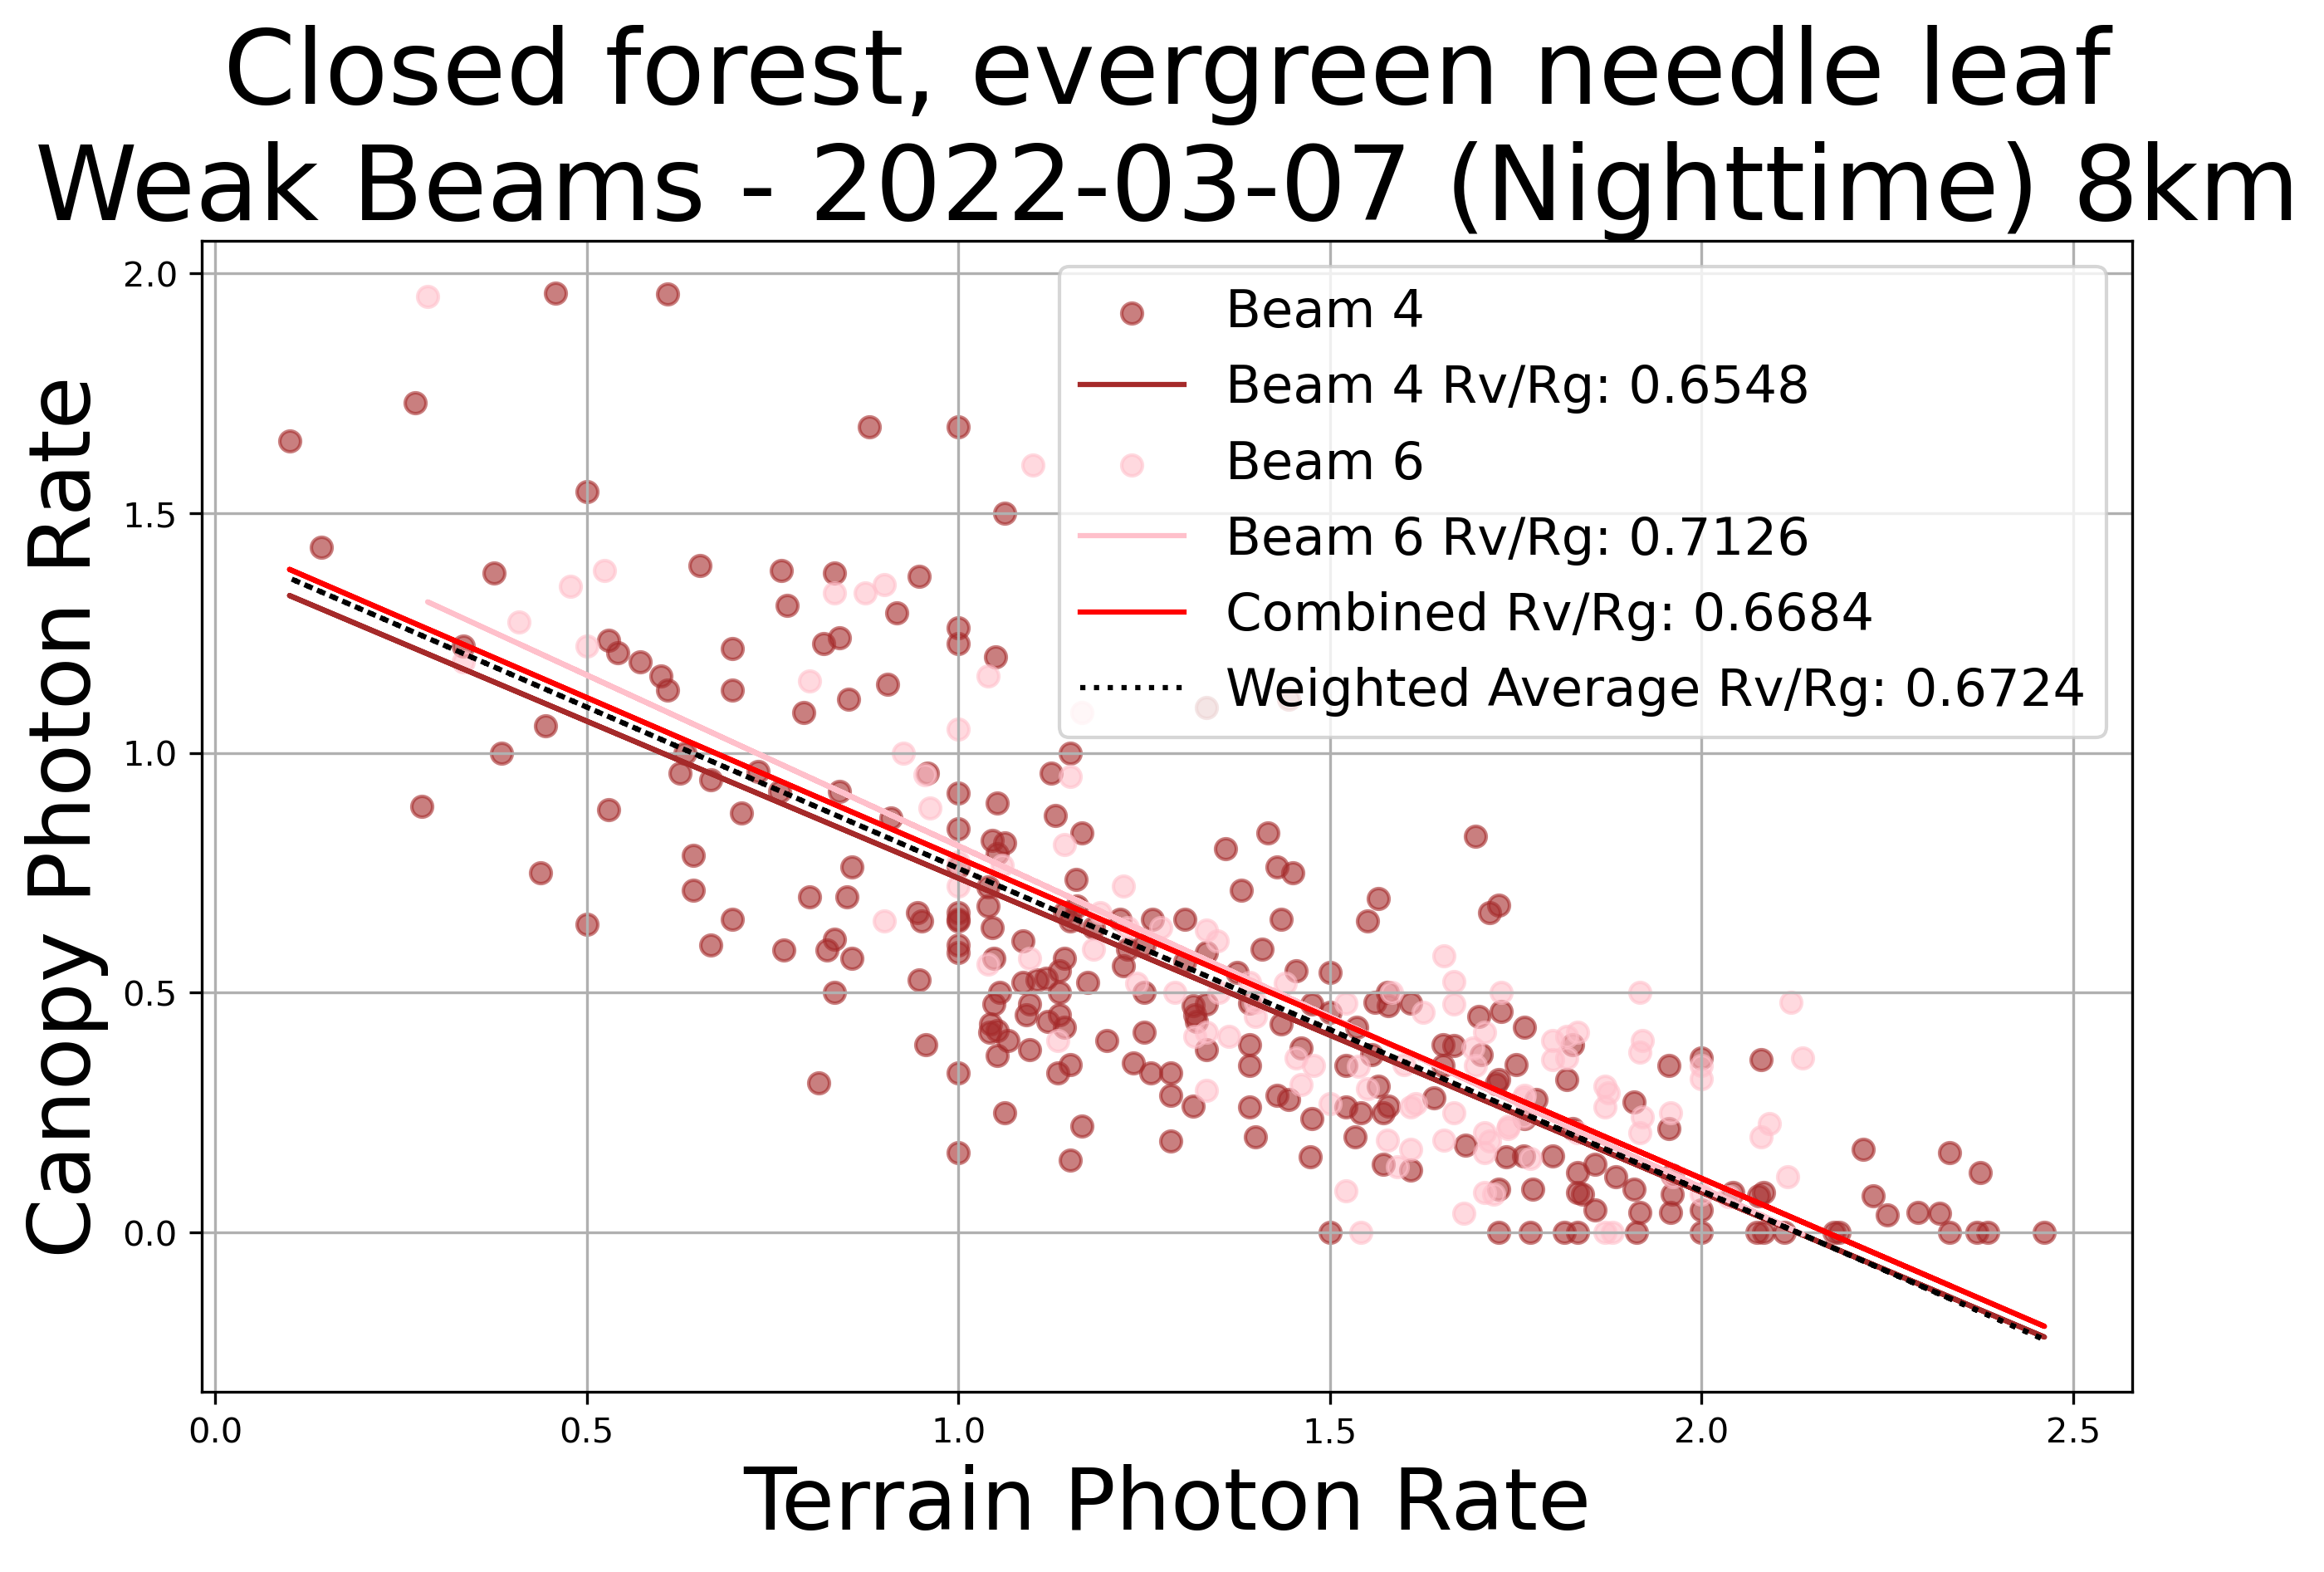 Closed forest, evergreen needle leaf
Weak Beams - 2022-03-07 (Nighttime) 8km
Canopy Photon Rate
2.0
1.5
1.0
0.5
0.0
Beam 4
Beam 4 Rv/Rg: 0.6548
Beam 6
Beam 6 Rv/Rg: 0.7126
Combined Rv/Rg: 0.6684
Weighted Average Rv/Rg: 0.6724
0.0 0.5 1.0 1.5 2.0 2.5
Terrain Photon Rate